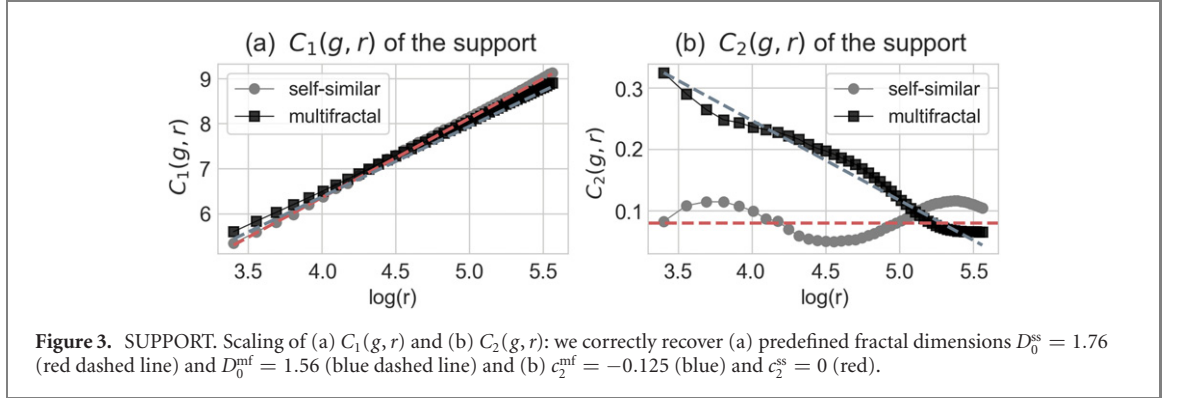 (a) C₁(g, r) of the support
9
8
7
6
C₁(g, r)
self-similar
multifractal
3.5 4.0 4.5 5.0 5.5
log(r)
(b) C₂(g, r) of the support
0.3
0.2
0.1
C₂(g, r)
self-similar
multifractal
3.5 4.0 4.5 5.0 5.5
log(r)
Figure 3. SUPPORT. Scaling of (a) C₁(g, r) and (b) C₂(g, r): we correctly recover (a) predefined fractal dimensions D₀ˢˢ = 1.76
(red dashed line) and D₀ᵐᶠ = 1.56 (blue dashed line) and (b) c₂ᵐᶠ = −0.125 (blue) and c₂ˢˢ = 0 (red).